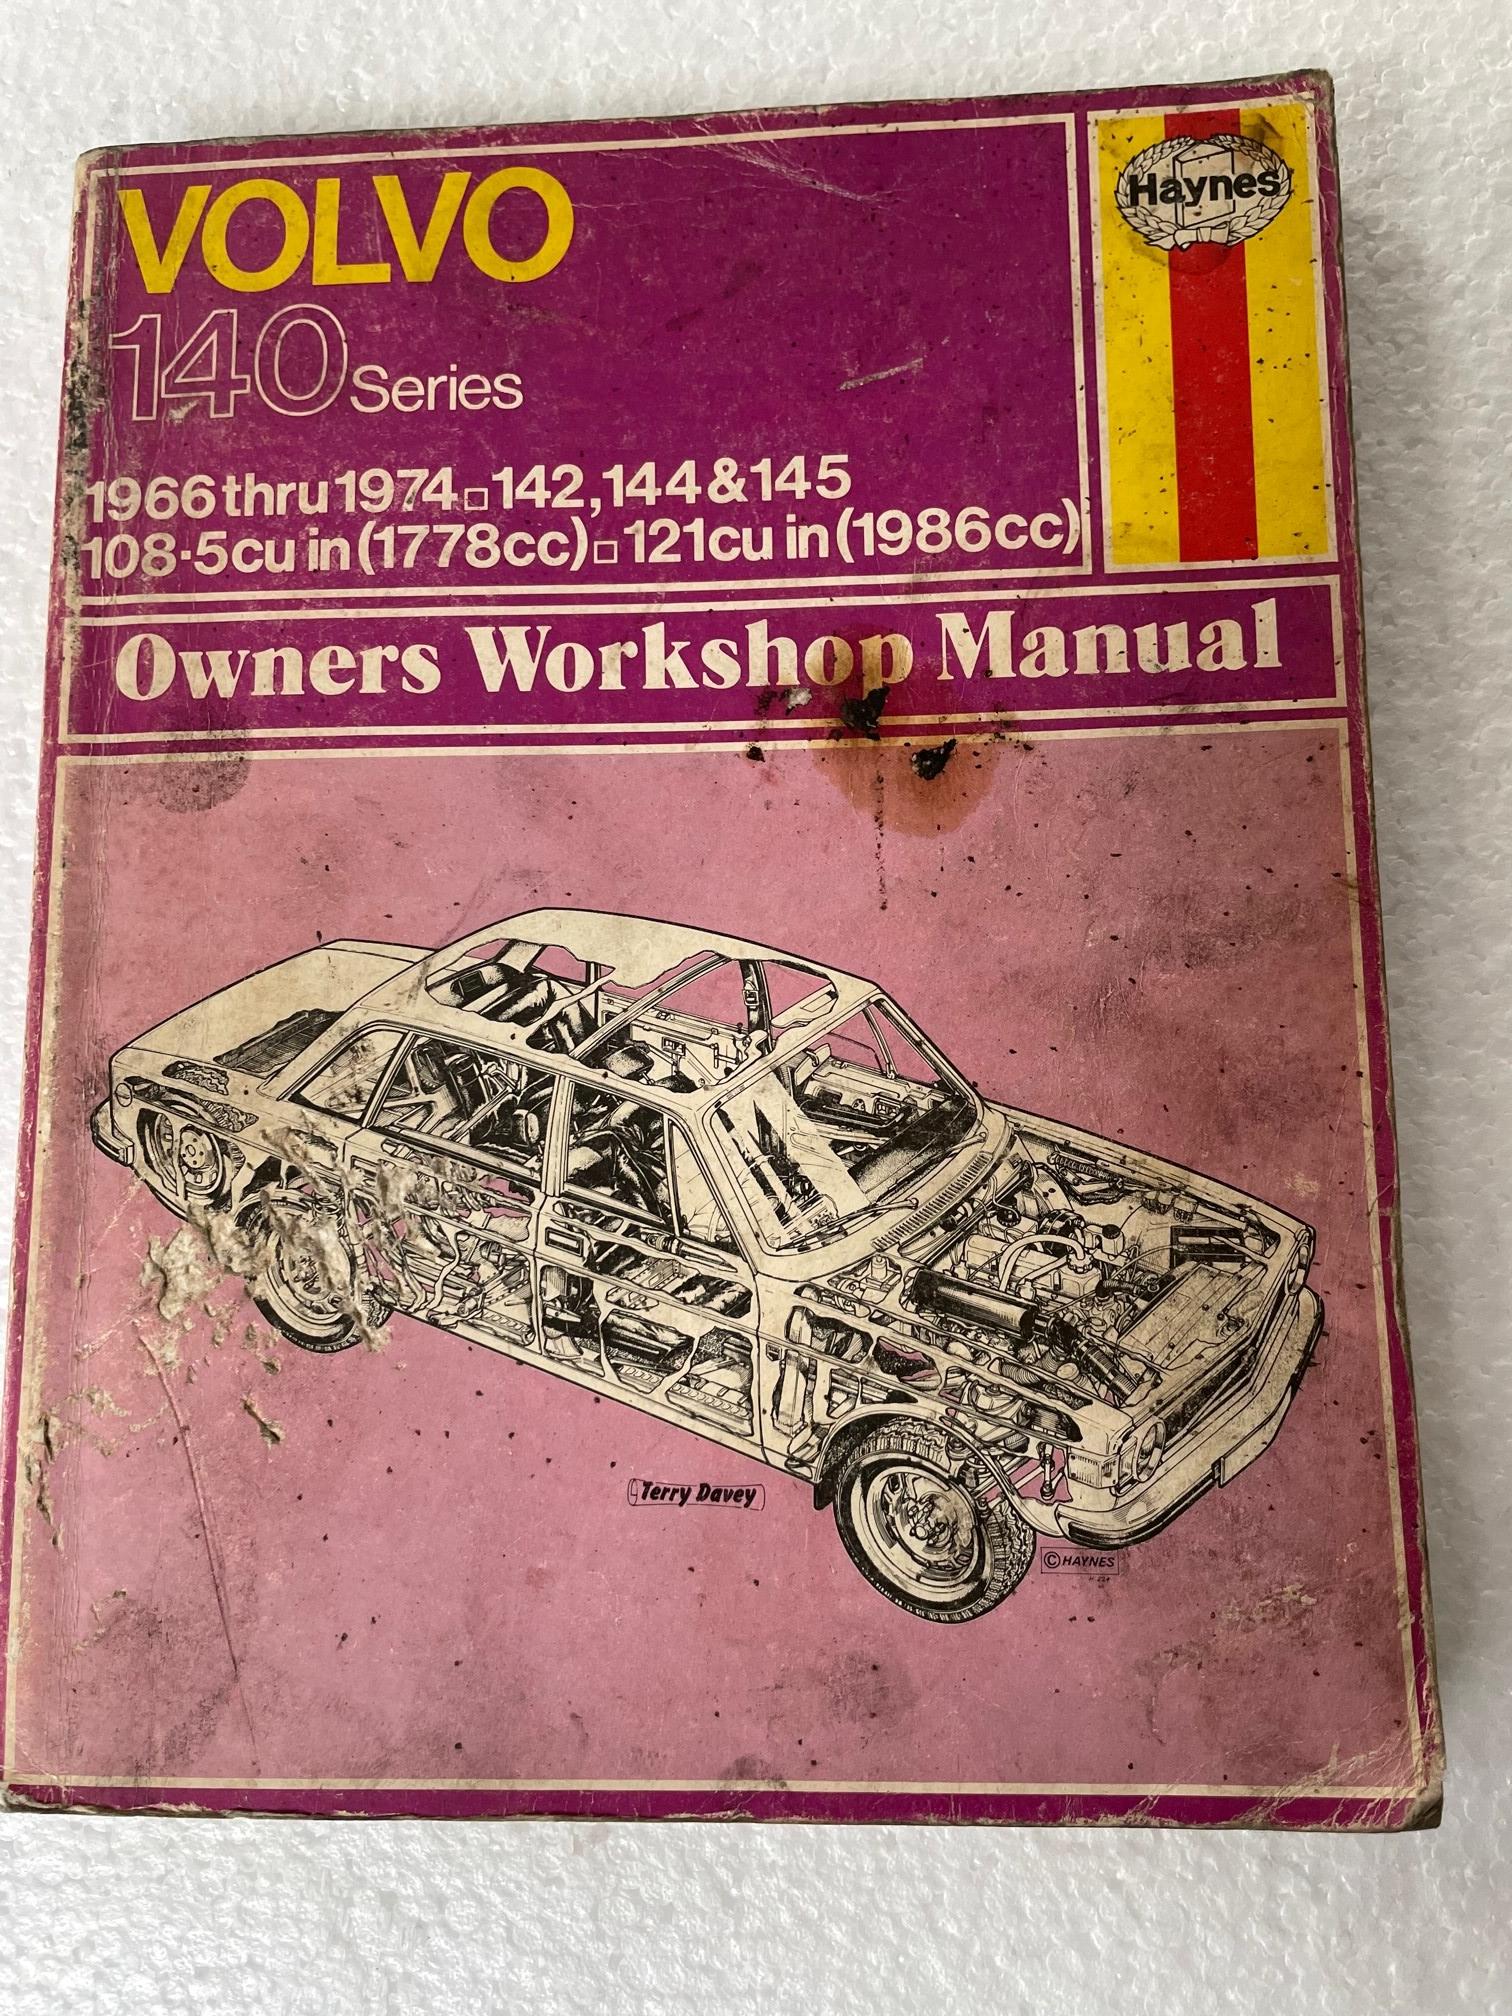 VOLVO
Haynes
140 Series
1966 thru 1974 □ 142, 144 & 145
108·5cu in (1778cc) □ 121cu in (1986cc)
Owners Workshop Manual
Terry Davey
© HAYNES